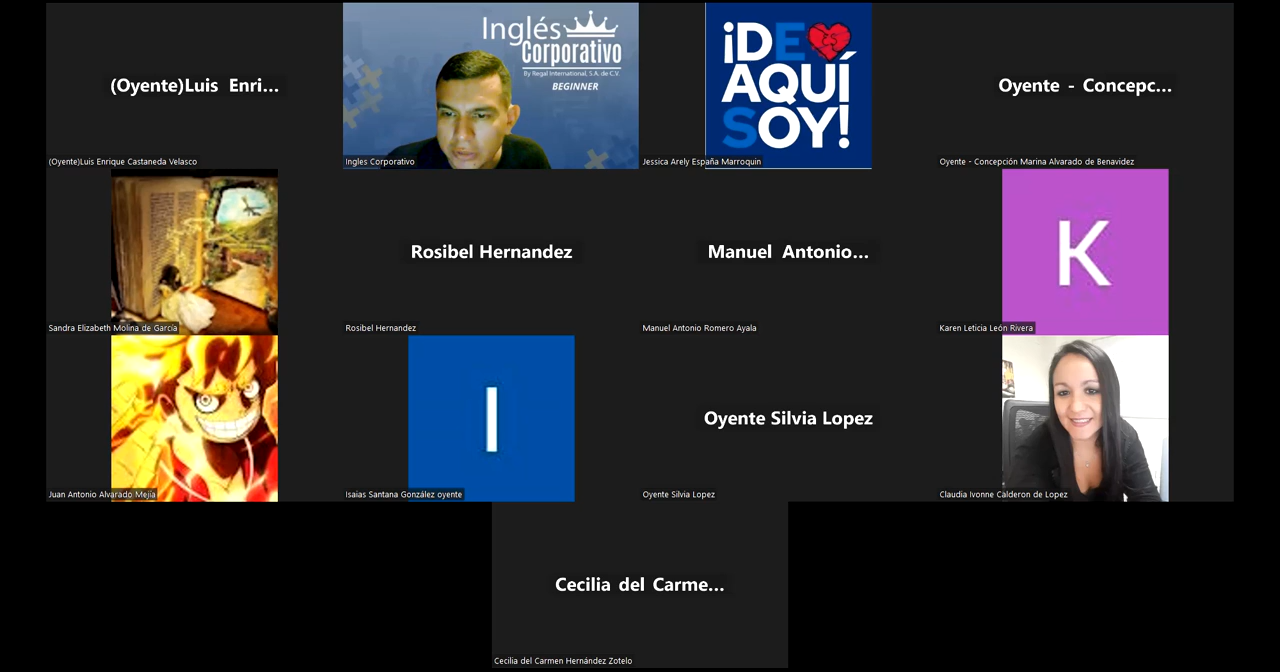 (Oyente)Luis Enri...
(Oyente)Luis Enrique Castaneda Velasco
Inglés
Corporativo
By Regal International, S.A. de C.V.
BEGINNER
Ingles Corporativo
¡DE
AQUÍ
SOY!
Jessica Arely España Marroquin
Oyente - Concepc...
Oyente - Concepción Marina Alvarado de Benavidez
Sandra Elizabeth Molina de García
Rosibel Hernandez
Rosibel Hernandez
Manuel Antonio...
Manuel Antonio Romero Ayala
K
Karen Leticia León Rivera
Juan Antonio Alvarado Mejía
I
Isaias Santana González oyente
Oyente Silvia Lopez
Oyente Silvia Lopez
Claudia Ivonne Calderon de Lopez
Cecilia del Carme...
Cecilia del Carmen Hernández Zotelo